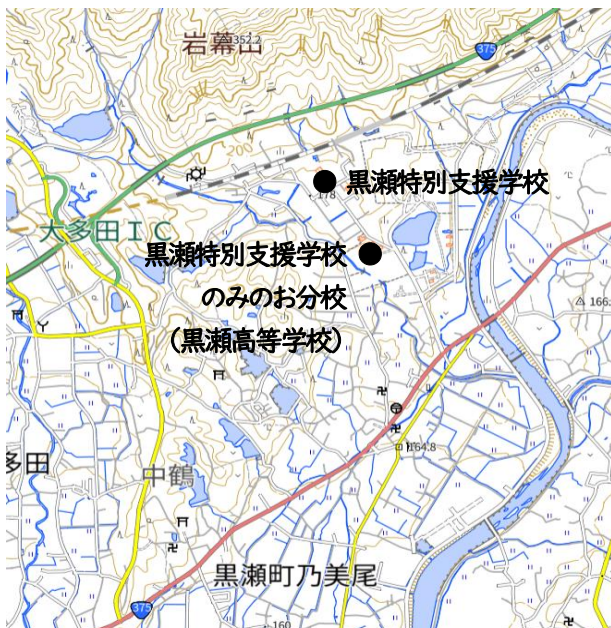 岩幕山
352.2
375
200
黒瀬特別支援学校
178
大多田ＩＣ
黒瀬特別支援学校
のみのお分校
（黒瀬高等学校）
166.
164.8
多田
中鶴
黒瀬町乃美尾
375
160